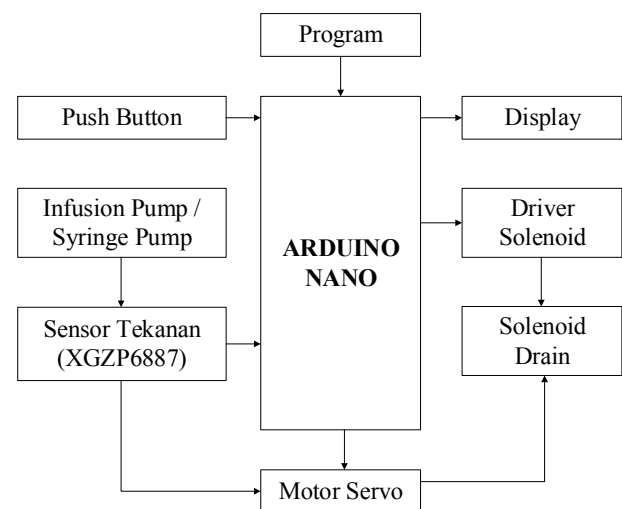 Program
Push Button
Display
Infusion Pump /
Syringe Pump
ARDUINO
NANO
Driver
Solenoid
Sensor Tekanan
(XGZP6887)
Solenoid
Drain
Motor Servo